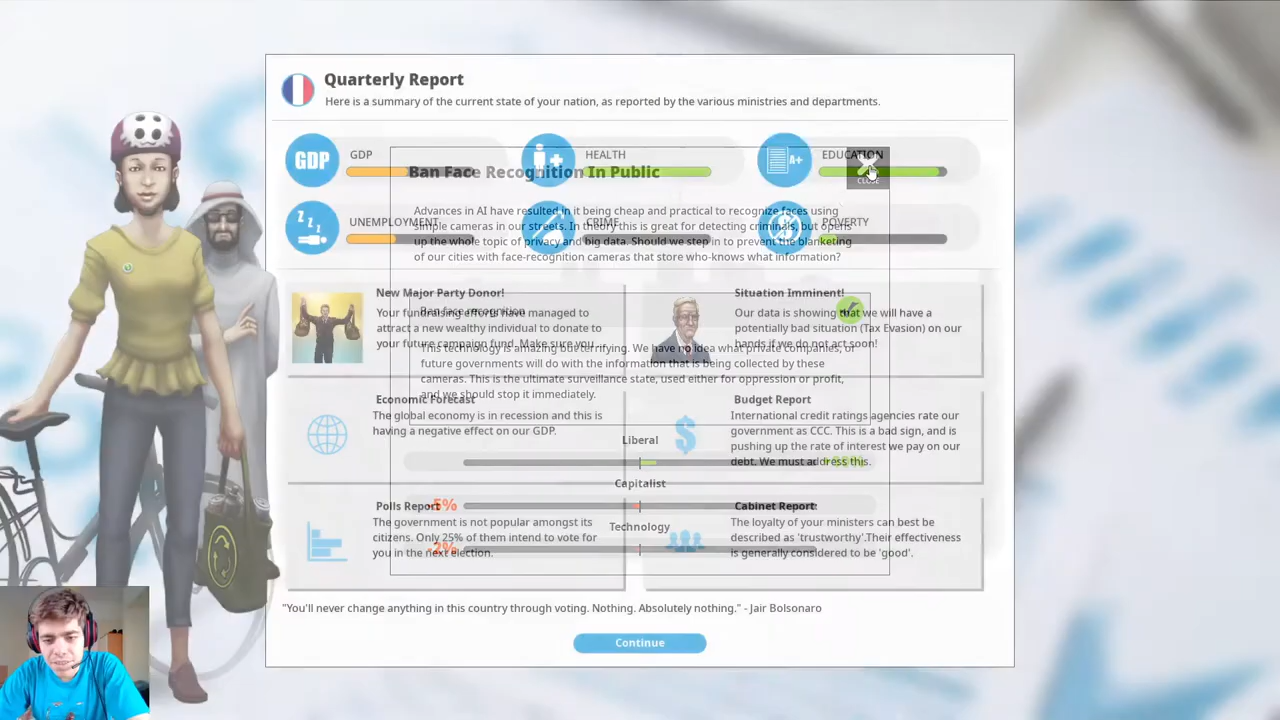 Quarterly Report
Here is a summary of the current state of your nation, as reported by the various ministries and departments.
GDP
GDP
HEALTH
A+
EDUCATION
CLOSE
Ban Face Recognition In Public
Advances in AI have resulted in it being cheap and practical to recognize faces using
simple cameras in our streets. In theory this is great for detecting criminals, but opens
up the whole topic of privacy and big data. Should we step in to prevent the blanketing
of our cities with face-recognition cameras that store who-knows what information?
Z Z Z
UNEMPLOYMENT
CRIME
POVERTY
New Major Party Donor!
Your fundraising efforts have managed to
attract a new wealthy individual to donate to
your future campaign fund. Make sure you...
Situation Imminent!
Our data is showing that we will have a
potentially bad situation (Tax Evasion) on our
hands if we do not act soon!
Ban face recognition
This technology is amazing but terrifying. We have no idea what private companies, or
future governments will do with the information that is being collected by these
cameras. This is the ultimate surveillance state, used either for oppression or profit,
and we should stop it immediately.
Economic Forecast
The global economy is in recession and this is
having a negative effect on our GDP.
Budget Report
International credit ratings agencies rate our
government as CCC. This is a bad sign, and is
pushing up the rate of interest we pay on our
debt. We must address this.
Liberal
Capitalist
-5%
Technology
-2%
Polls Report
The government is not popular amongst its
citizens. Only 25% of them intend to vote for
you in the next election.
Cabinet Report:
The loyalty of your ministers can best be
described as 'trustworthy'.Their effectiveness
is generally considered to be 'good'.
"You'll never change anything in this country through voting. Nothing. Absolutely nothing." - Jair Bolsonaro
Continue